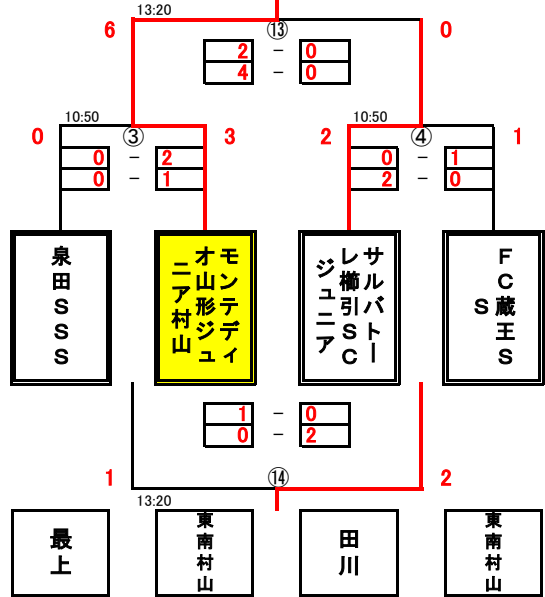 13:20
6 ⑬ 0
2 - 0
4 - 0
10:50 10:50
0 ③ 3 2 ④ 1
0 - 2 0 - 1
0 - 1 2 - 0
泉田SSS
モンテディオ山形ジュニア村山
サルバトーレ櫛引SCジュニア
FC蔵王SS
1 - 0
0 - 2
1 ⑭ 2
13:20
最上
東南村山
田川
東南村山